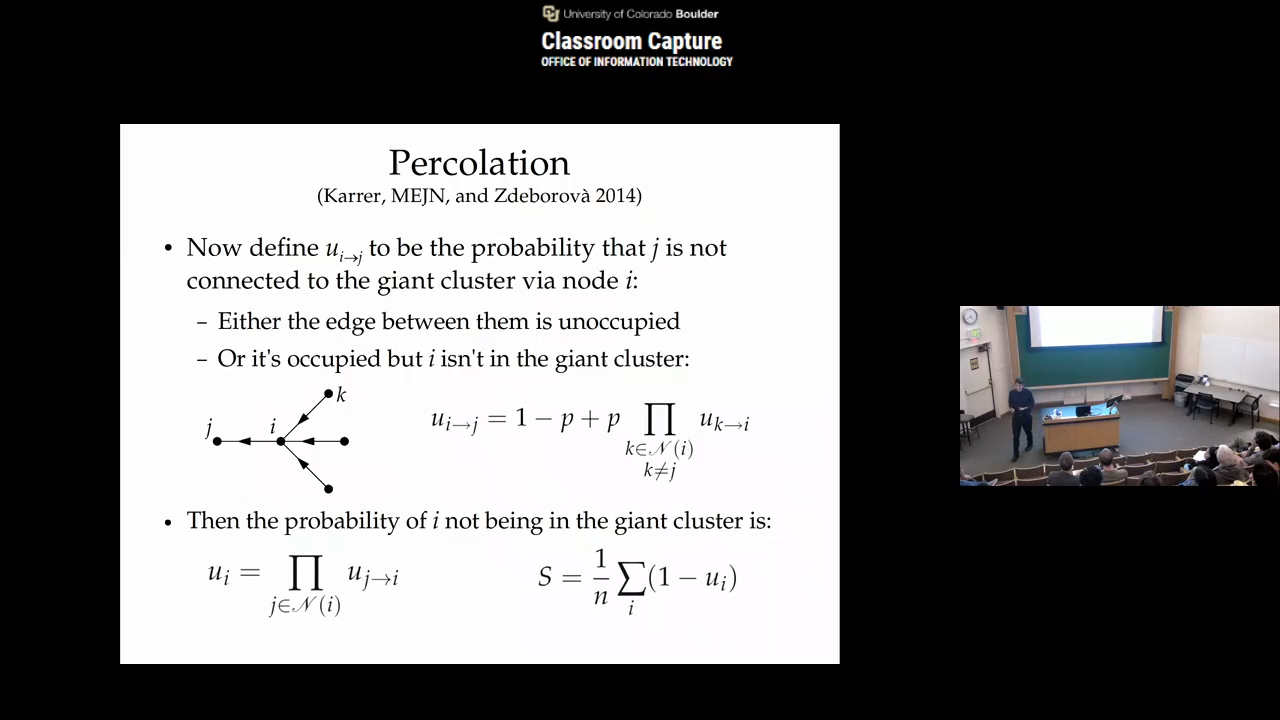 University of Colorado Boulder
Classroom Capture
OFFICE OF INFORMATION TECHNOLOGY
Percolation
(Karrer, MEJN, and Zdeborovà 2014)
• Now define u_{i→j} to be the probability that j is not
connected to the giant cluster via node i:
– Either the edge between them is unoccupied
– Or it's occupied but i isn't in the giant cluster:
j i k
u_{i→j} = 1 − p + p ∏_{k∈𝒩(i) k≠j} u_{k→i}
• Then the probability of i not being in the giant cluster is:
u_i = ∏_{j∈𝒩(i)} u_{j→i}
S = \frac{1}{n} ∑_i (1 − u_i)